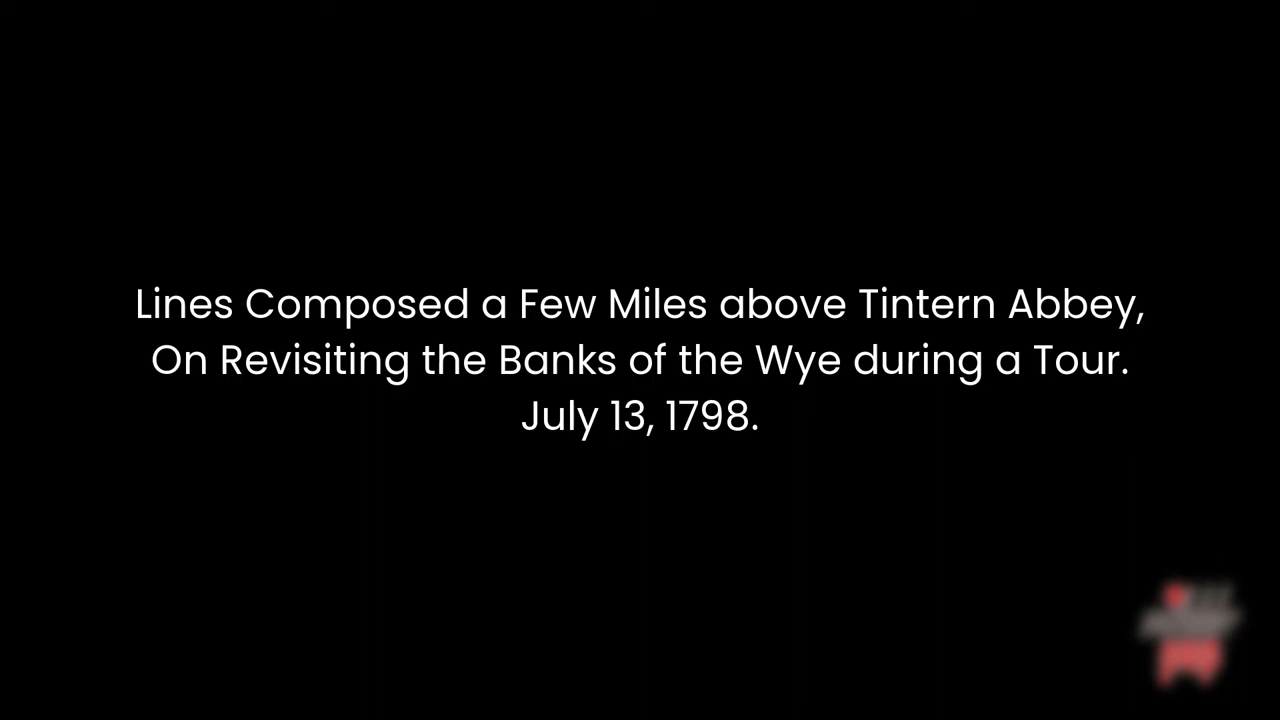 Lines Composed a Few Miles above Tintern Abbey,
On Revisiting the Banks of the Wye during a Tour.
July 13, 1798.